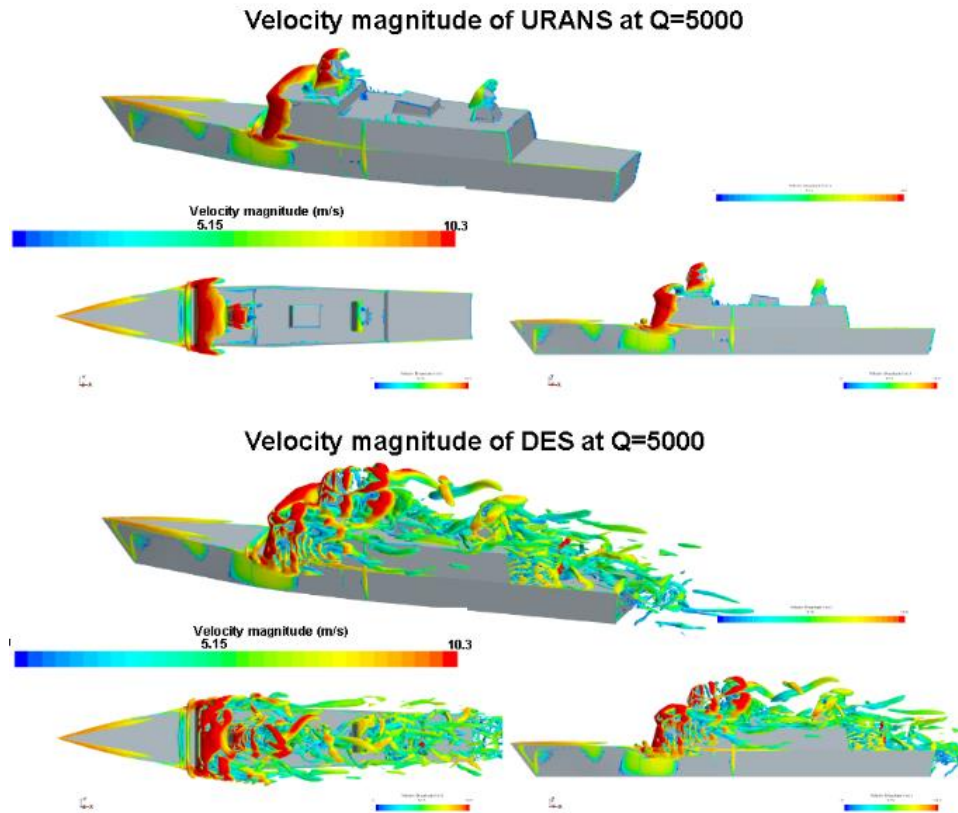 Velocity magnitude of URANS at Q=5000
Velocity magnitude (m/s)
5.15 10.3
Velocity magnitude of DES at Q=5000
Velocity magnitude (m/s)
5.15 10.3